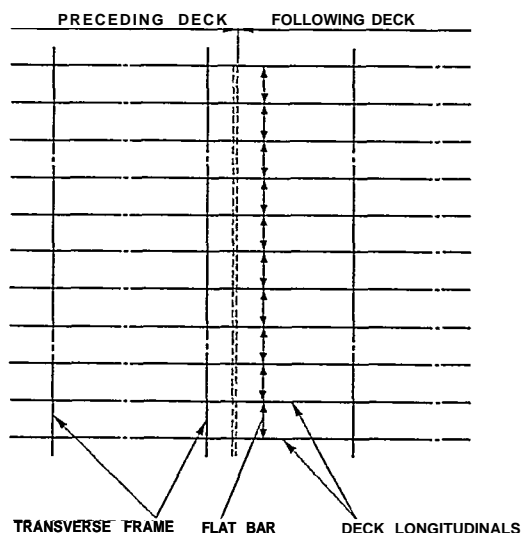 PRECEDING DECK FOLLOWING DECK
TRANSVERSE FRAME FLAT BAR DECK LONGITUDINALS